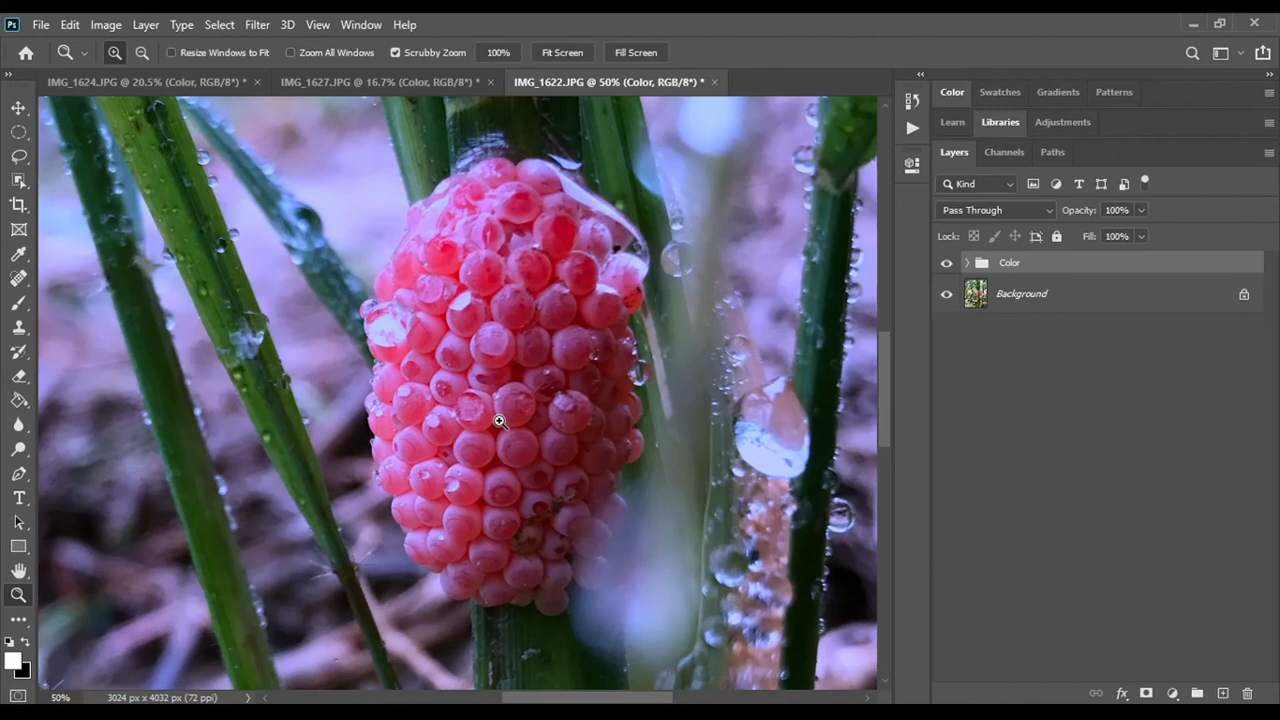 Ps File Edit Image Layer Type Select Filter 3D View Window Help
Resize Windows to Fit Zoom All Windows Scrubby Zoom 100% Fit Screen Fill Screen
IMG_1624.JPG @ 20.5% (Color, RGB/8*) * IMG_1627.JPG @ 16.7% (Color, RGB/8*) * IMG_1622.JPG @ 50% (Color, RGB/8*) *
Color Swatches Gradients Patterns
Learn Libraries Adjustments
Layers Channels Paths
Kind
Pass Through Opacity: 100%
Lock: Fill: 100%
Color
Background
50% 3024 px x 4032 px (72 ppi)